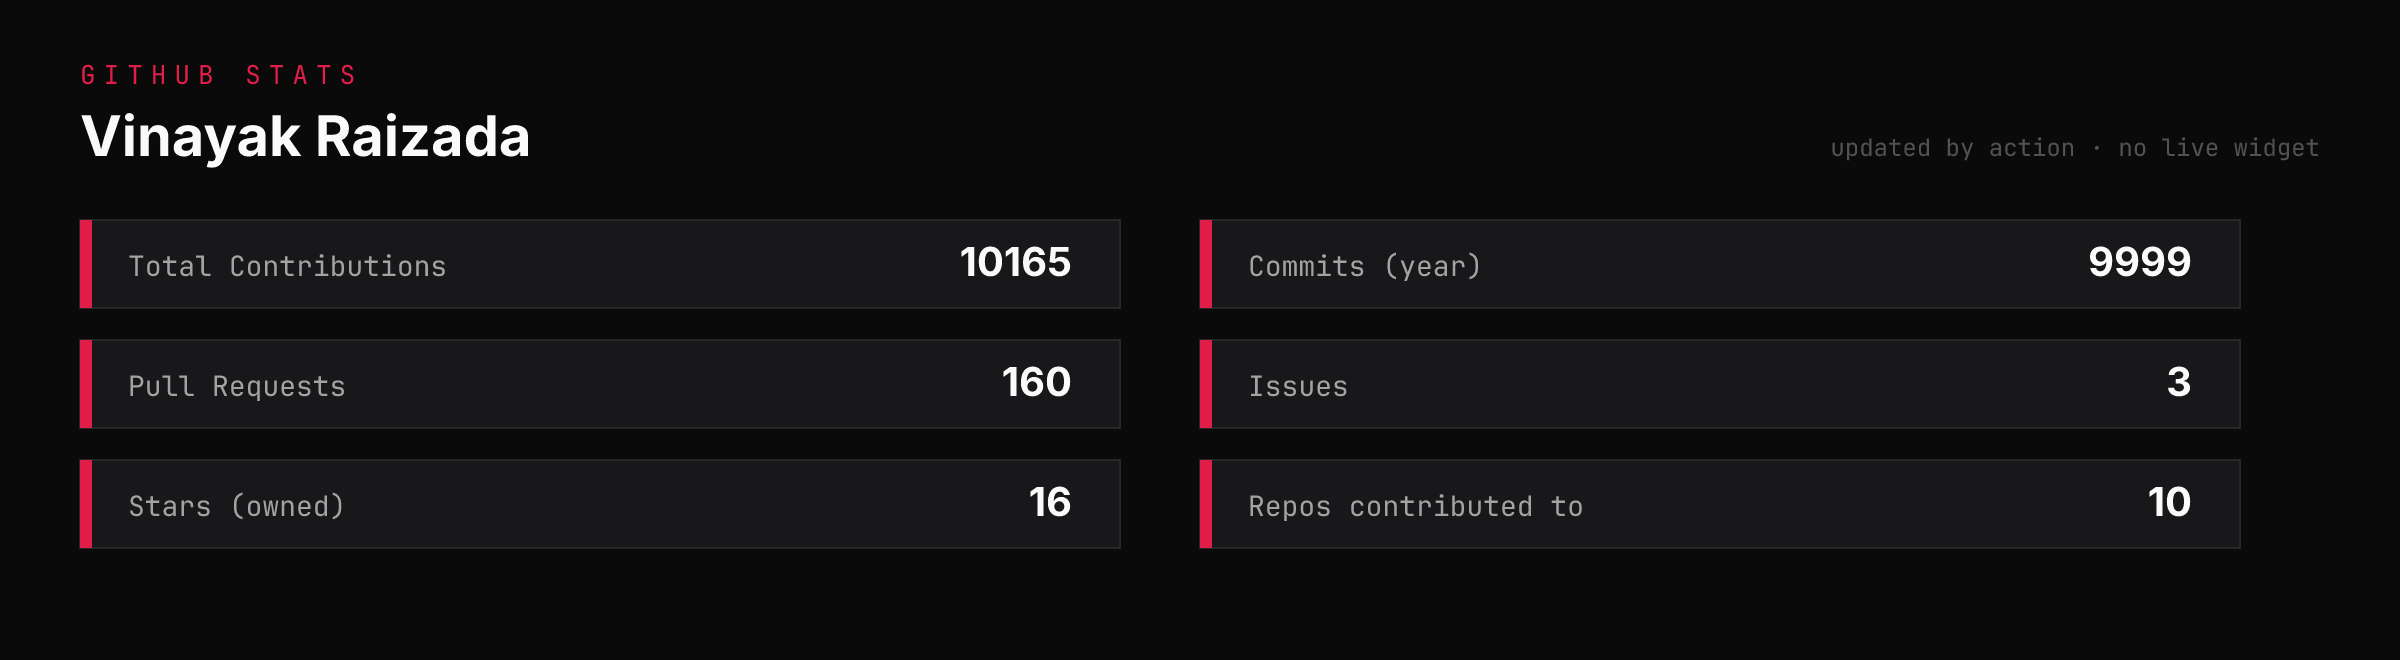 GITHUB STATS
Vinayak Raizada
updated by action · no live widget
Total Contributions 10165
Commits (year) 9999
Pull Requests 160
Issues 3
Stars (owned) 16
Repos contributed to 10